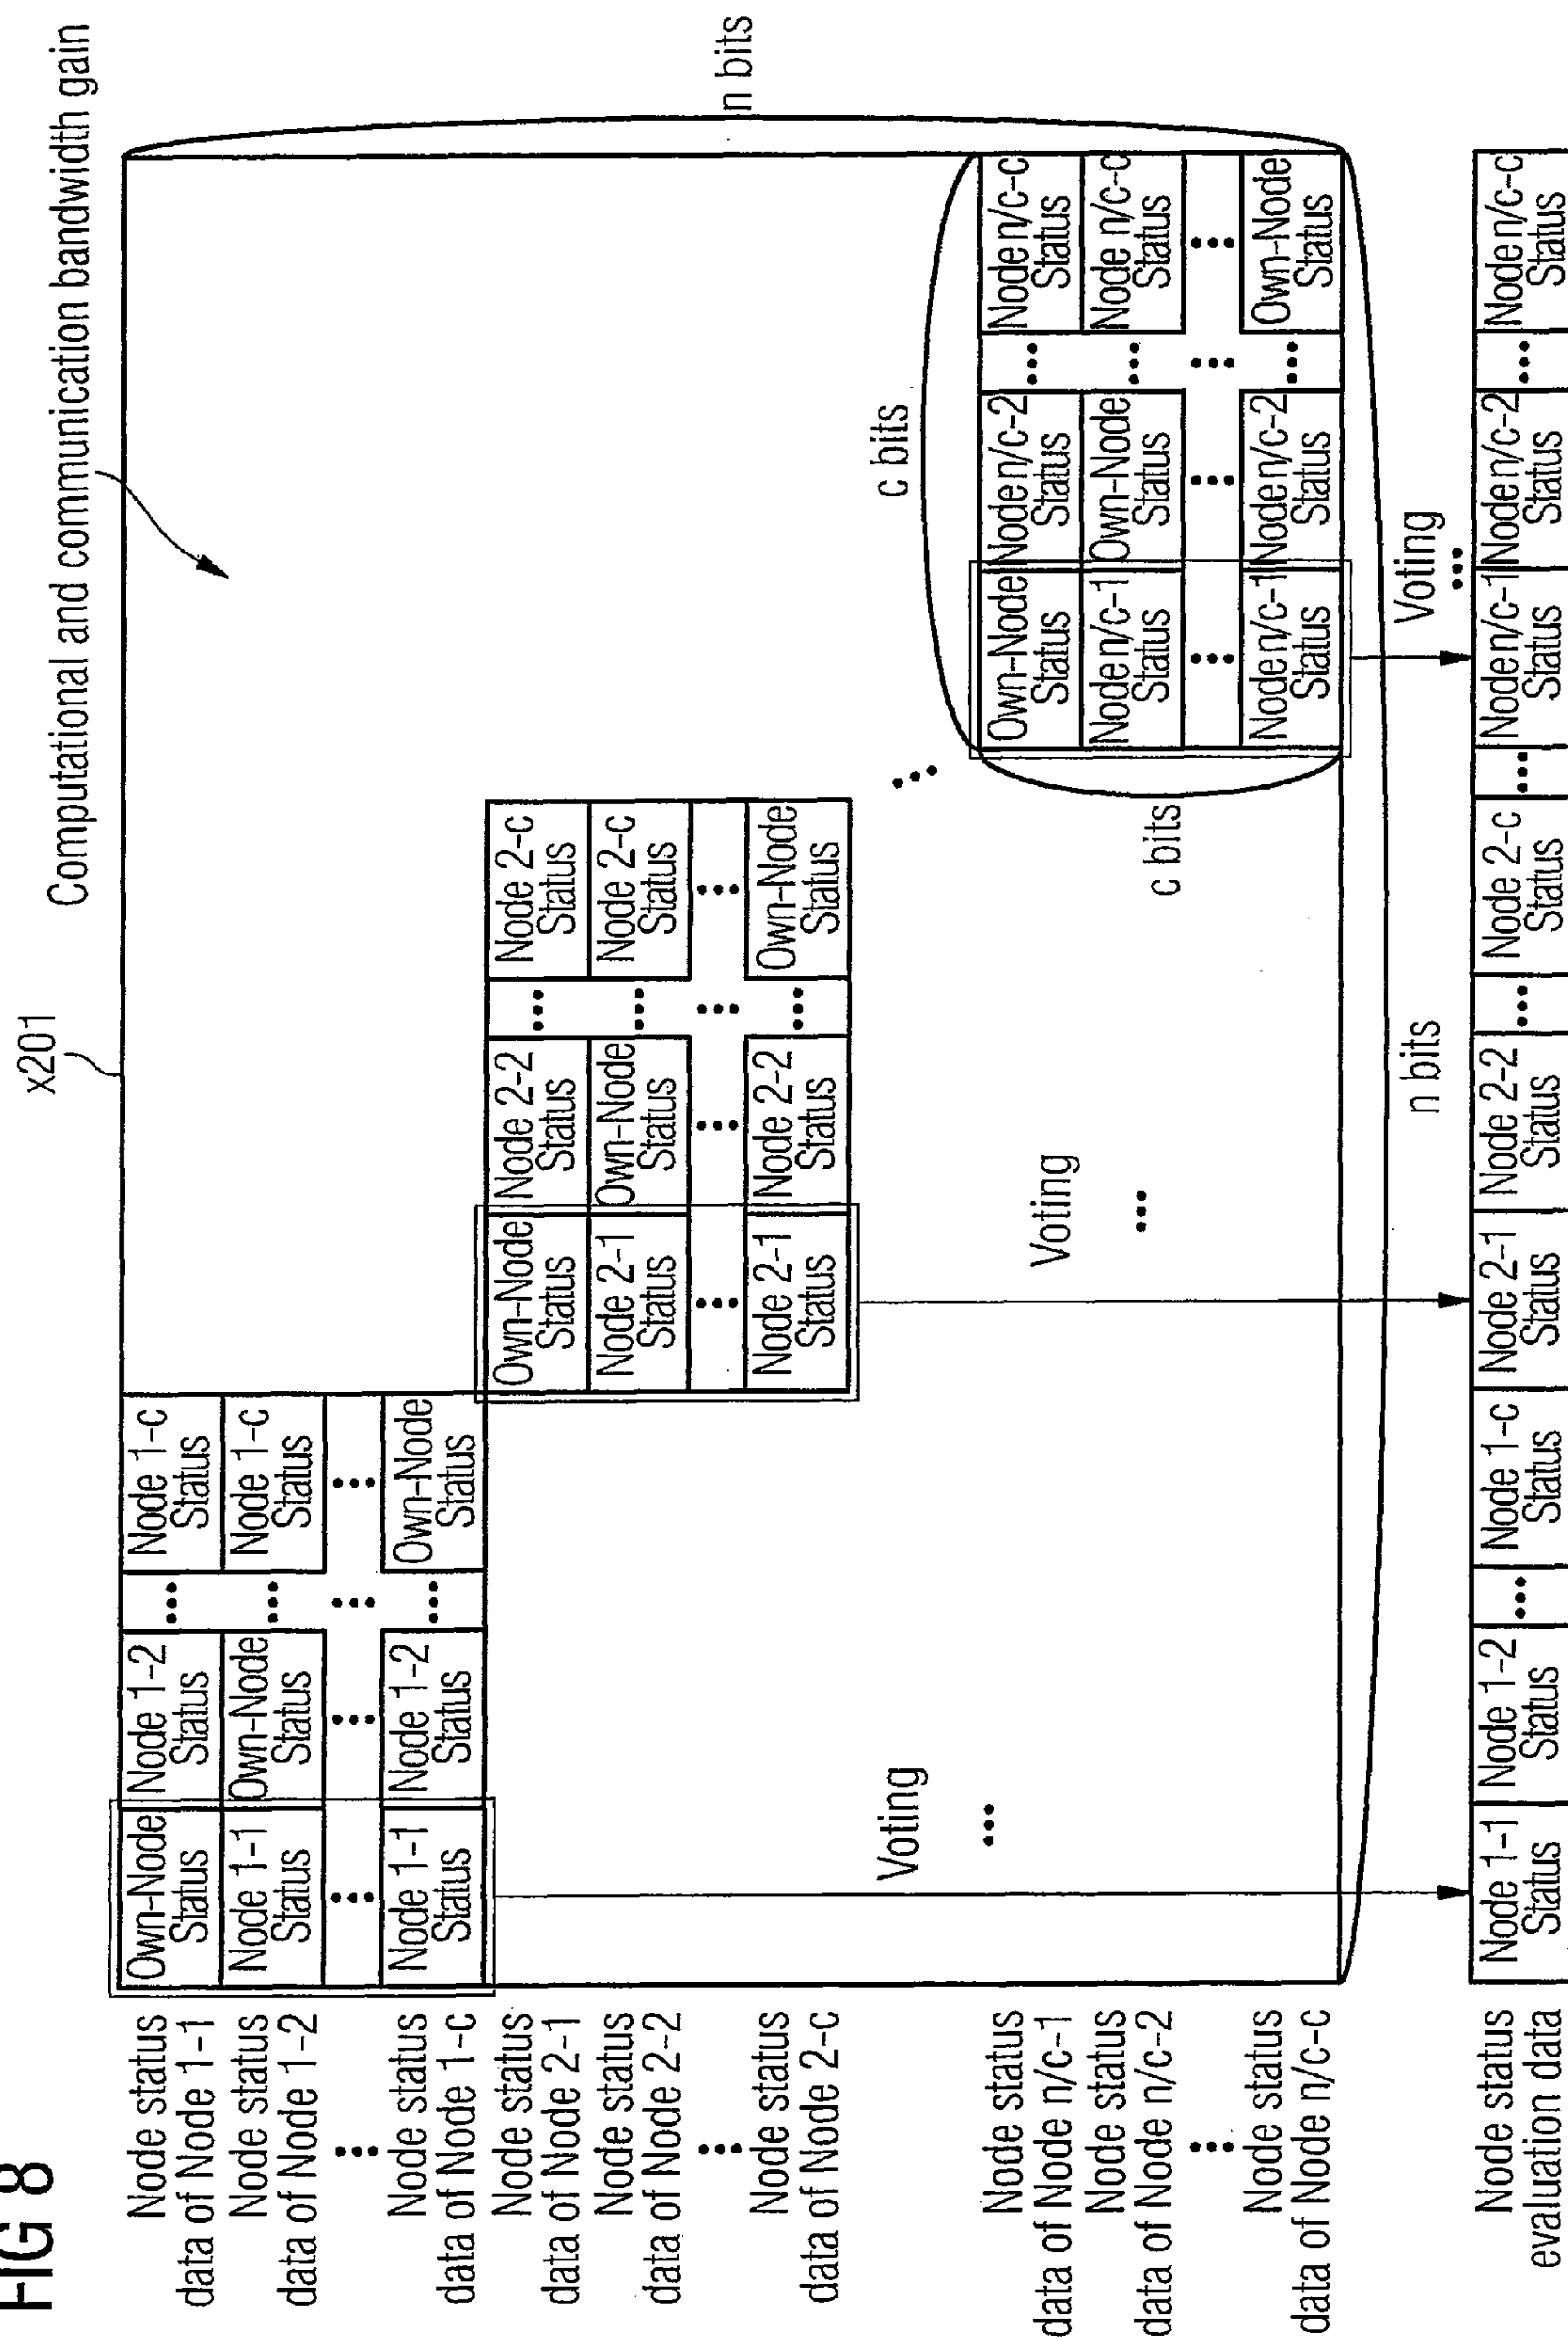 FIG 8
x201
Computational and communication bandwidth gain
Node status
data of Node 1-1
Own-Node
Status
Node 1-2
Status
...
Node 1-c
Status
Node status
data of Node 1-2
Node 1-1
Status
Own-Node
Status
...
Node 1-c
Status
...
...
...
...
...
Node status
data of Node 1-c
Node 1-1
Status
Node 1-2
Status
...
Own-Node
Status
Node status
data of Node 2-1
Own-Node
Status
Node 2-2
Status
...
Node 2-c
Status
Node status
data of Node 2-2
Node 2-1
Status
Own-Node
Status
...
Node 2-c
Status
...
...
...
...
...
Node status
data of Node 2-c
Node 2-1
Status
Node 2-2
Status
...
Own-Node
Status
n bits
Voting
...
...
c bits
Node status
data of Node n/c-1
Own-Node
Status
Node n/c-2
Status
...
Node n/c-c
Status
Node status
data of Node n/c-2
Node n/c-1
Status
Own-Node
Status
...
Node n/c-c
Status
Voting
...
c bits
...
...
...
...
...
Node status
data of Node n/c-c
Node n/c-1
Status
Node n/c-2
Status
...
Own-Node
Status
n bits
Voting
...
Node status
evaluation data
Node 1-1
Status
Node 1-2
Status
...
Node 1-c
Status
Node 2-1
Status
Node 2-2
Status
...
Node 2-c
Status
...
Node n/c-1
Status
Node n/c-2
Status
...
Node n/c-c
Status